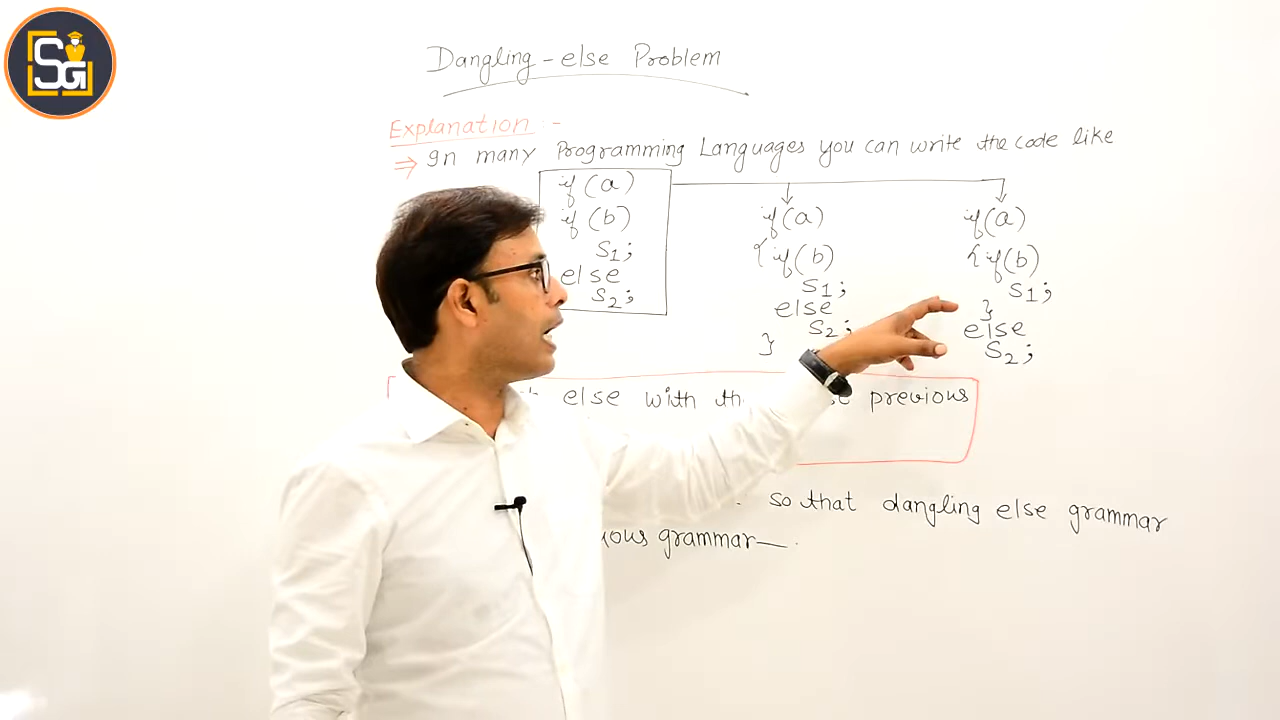 SG
Dangling-else Problem
Explanation :-
⇒ In many Programming Languages you can write the code like
if(a)
if(b)
S1;
else
S2;
if(a)
{if(b)
S1;
else
S2;
}
if(a)
{if(b)
S1;
}
else
S2;
else with previous
so that dangling else grammar
grammar—.